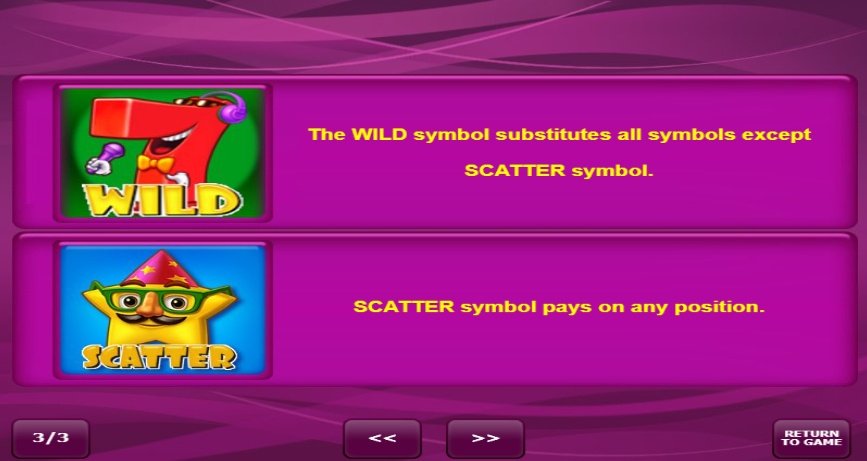 WILD
The WILD symbol substitutes all symbols except
SCATTER symbol.
SCATTER
SCATTER symbol pays on any position.
3/3
<<
>>
RETURN
TO GAME